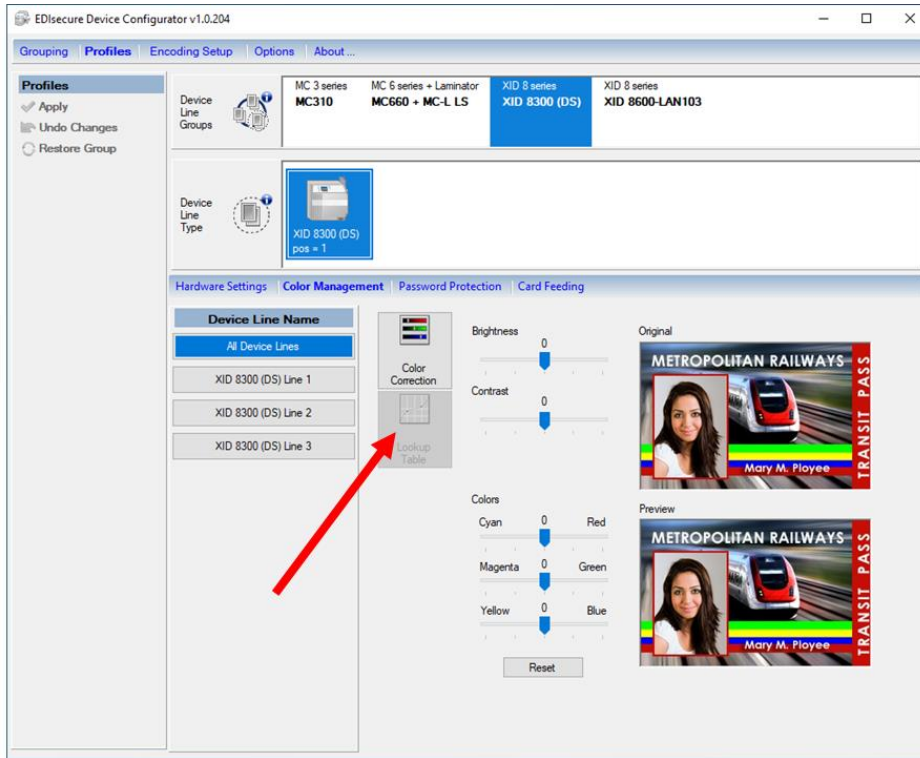 EDIsecure Device Configurator v1.0.204
Grouping Profiles Encoding Setup Options About ...
Profiles
Apply
Undo Changes
Restore Group
Device Line Groups
MC 3 series
MC310
MC 6 series + Laminator
MC660 + MC-L LS
XID 8 series
XID 8300 (DS)
XID 8 series
XID 8600-LAN103
Device Line Type
XID 8300 (DS)
pos = 1
Hardware Settings Color Management Password Protection Card Feeding
Device Line Name
All Device Lines
XID 8300 (DS) Line 1
XID 8300 (DS) Line 2
XID 8300 (DS) Line 3
Color
Correction
Lookup
Table
Brightness
0
Contrast
0
Colors
Cyan 0 Red
Magenta 0 Green
Yellow 0 Blue
Reset
Original
METROPOLITAN RAILWAYS
TRANSIT PASS
Mary M. Ployee
Preview
METROPOLITAN RAILWAYS
TRANSIT PASS
Mary M. Ployee